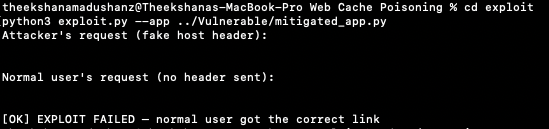 theekshanamadushanz@Theekshanas-MacBook-Pro Web Cache Poisoning % cd exploit
python3 exploit.py --app ../Vulnerable/mitigated_app.py
Attacker's request (fake host header):
Normal user's request (no header sent):
[OK] EXPLOIT FAILED — normal user got the correct link